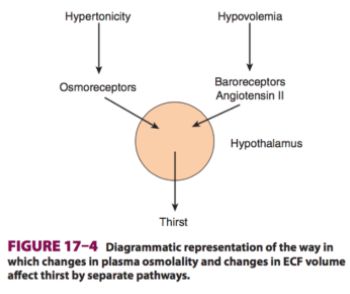 Hypertonicity
Hypovolemia
Osmoreceptors
Baroreceptors
Angiotensin II
Hypothalamus
Thirst
FIGURE 17–4 Diagrammatic representation of the way in
which changes in plasma osmolality and changes in ECF volume
affect thirst by separate pathways.